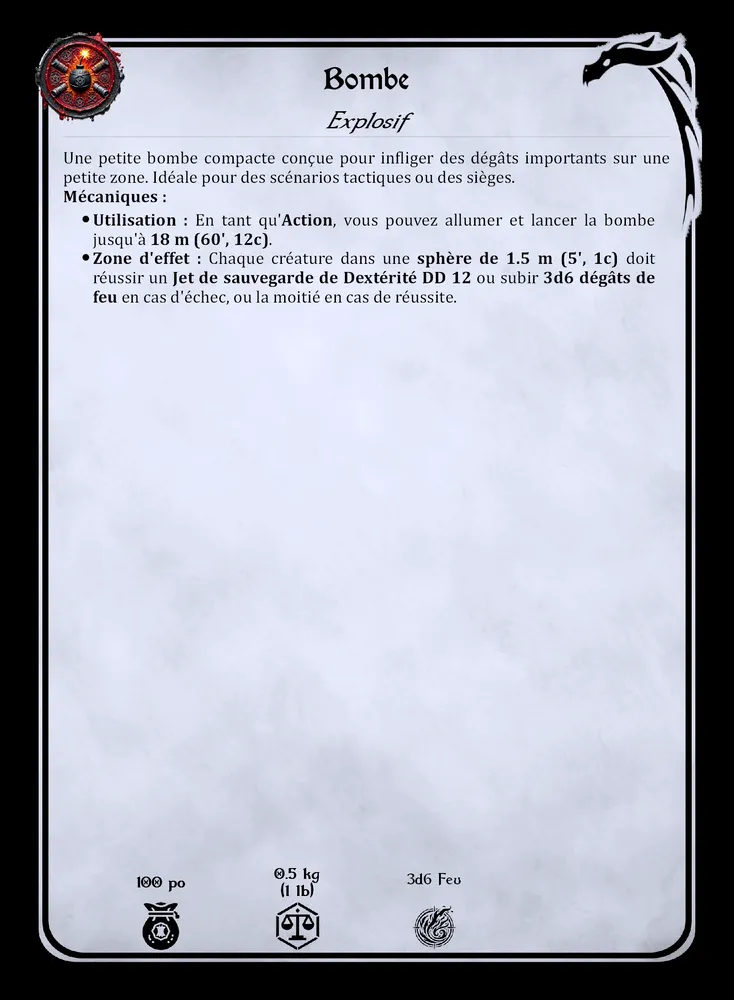 Bombe
Explosif
Une petite bombe compacte conçue pour infliger des dégâts importants sur une
petite zone. Idéale pour des scénarios tactiques ou des sièges.
Mécaniques :
• Utilisation : En tant qu'Action, vous pouvez allumer et lancer la bombe
jusqu'à 18 m (60', 12c).
• Zone d'effet : Chaque créature dans une sphère de 1.5 m (5', 1c) doit
réussir un Jet de sauvegarde de Dextérité DD 12 ou subir 3d6 dégâts de
feu en cas d'échec, ou la moitié en cas de réussite.
100 po
0.5 kg
(1 lb)
3d6 Feu